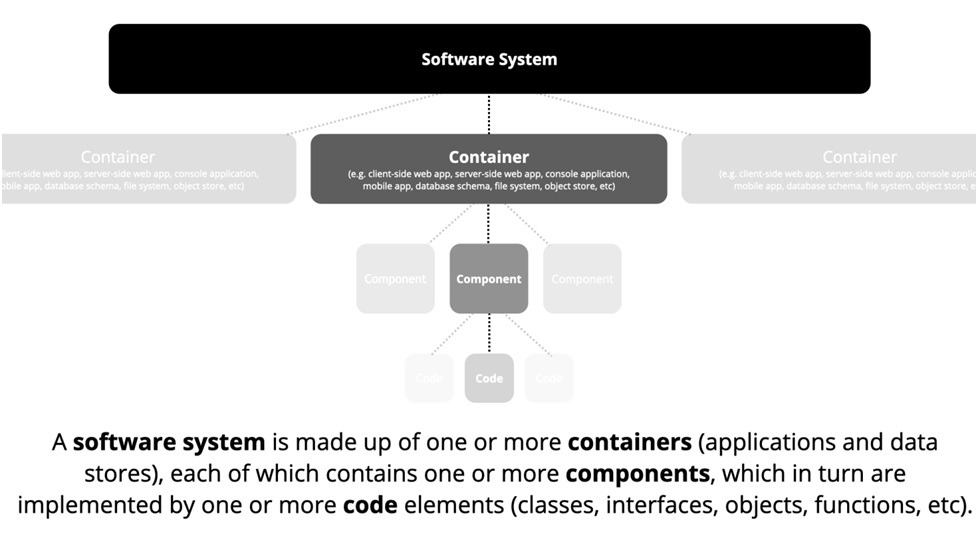 Software System
Container
client-side web app, server-side web app, console application,
mobile app, database schema, file system, object store, etc)
Container
(e.g. client-side web app, server-side web app, console application,
mobile app, database schema, file system, object store, etc)
Container
(e.g. client-side web app, server-side web app, console
mobile app, database schema, file system, object store,
Component
Component
Component
Code
Code
Code
A software system is made up of one or more containers (applications and data
stores), each of which contains one or more components, which in turn are
implemented by one or more code elements (classes, interfaces, objects, functions, etc).